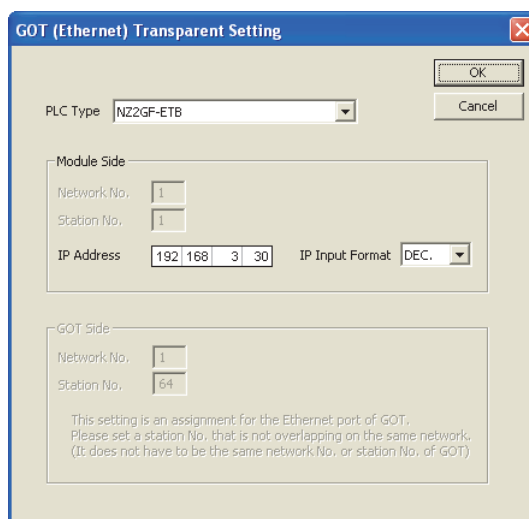 GOT (Ethernet) Transparent Setting
OK
PLC Type NZ2GF-ETB
Cancel
Module Side
Network No. 1
Station No. 1
IP Address 192 168 3 30 IP Input Format DEC.
GOT Side
Network No. 1
Station No. 64
This setting is an assignment for the Ethernet port of GOT.
Please set a station No. that is not overlapping on the same network.
(It does not have to be the same network No. or station No. of GOT)